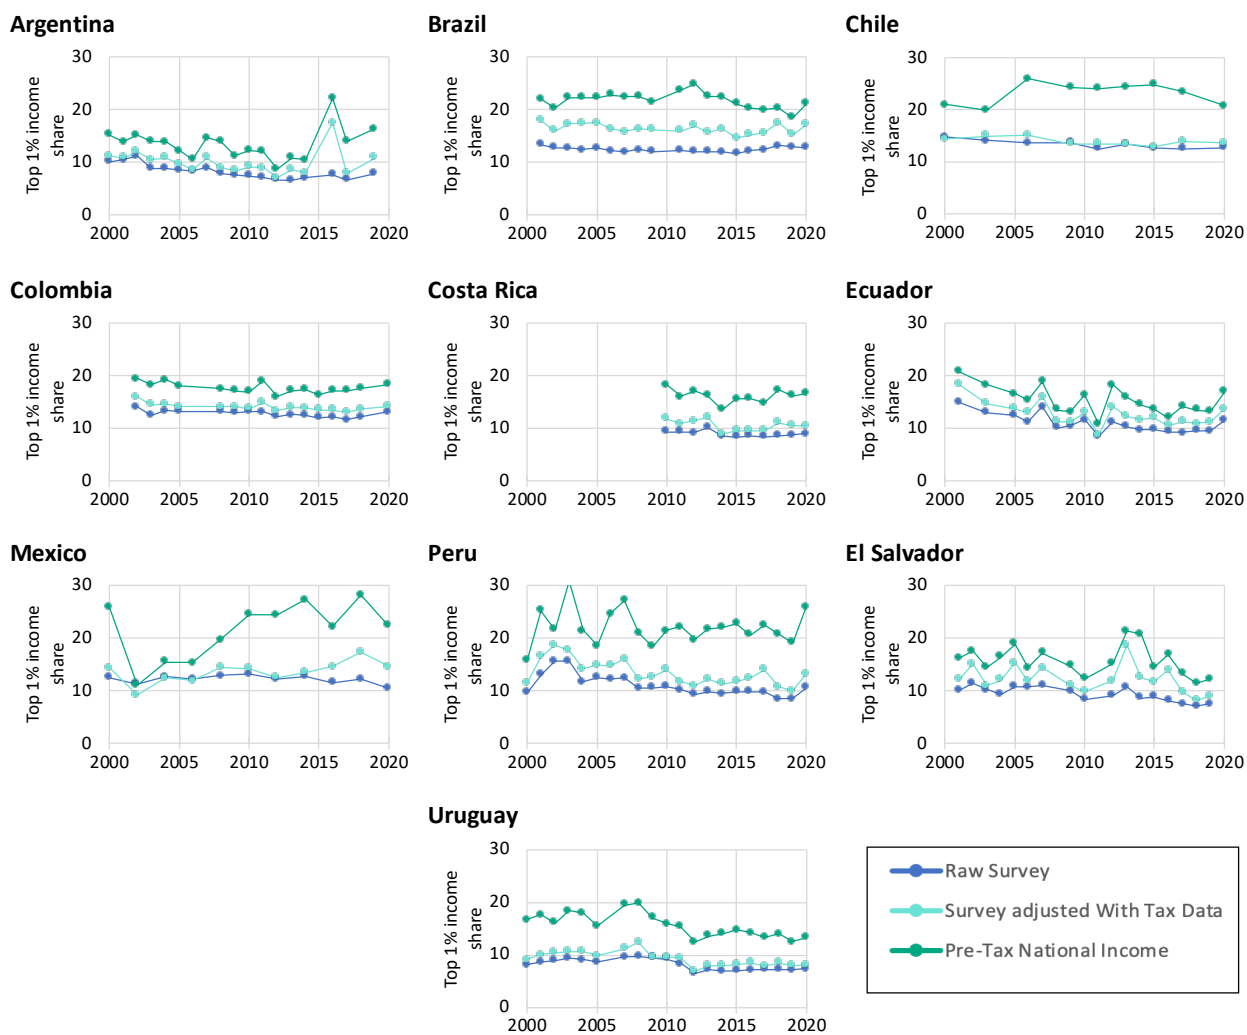 Argentina
Brazil
Chile
Top 1% income
share
30
20
10
0
2000 2005 2010 2015 2020
Top 1% income
share
30
20
10
0
2000 2005 2010 2015 2020
Top 1% income
share
30
20
10
0
2000 2005 2010 2015 2020
Colombia
Costa Rica
Ecuador
Top 1% income
share
30
20
10
0
2000 2005 2010 2015 2020
Top 1% income
share
30
20
10
0
2000 2005 2010 2015 2020
Top 1% income
share
30
20
10
0
2000 2005 2010 2015 2020
Mexico
Peru
El Salvador
Top 1% income
share
30
20
10
0
2000 2005 2010 2015 2020
Top 1% income
share
30
20
10
0
2000 2005 2010 2015 2020
Top 1% income
share
30
20
10
0
2000 2005 2010 2015 2020
Uruguay
Top 1% income
share
30
20
10
0
2000 2005 2010 2015 2020
Raw Survey
Survey adjusted With Tax Data
Pre-Tax National Income